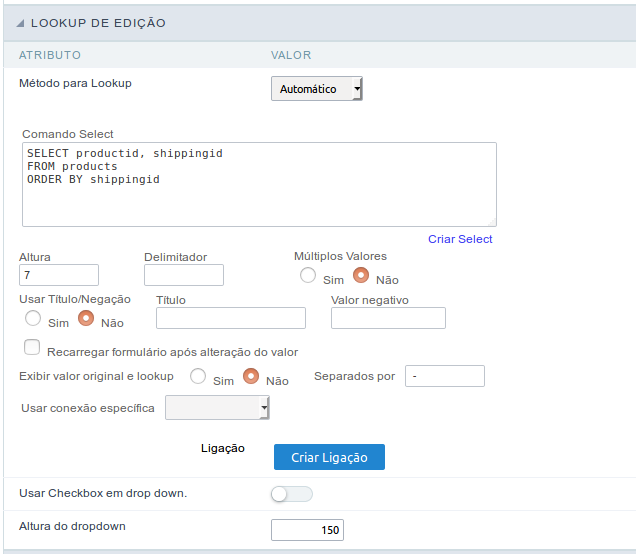 LOOKUP DE EDIÇÃO
ATRIBUTO VALOR
Método para Lookup Automático
Comando Select
SELECT productid, shippingid
FROM products
ORDER BY shippingid
Criar Select
Altura Delimitador Múltiplos Valores
7 Sim Não
Usar Título/Negação Título Valor negativo
Sim Não
Recarregar formulário após alteração do valor
Exibir valor original e lookup Sim Não Separados por -
Usar conexão específica
Ligação Criar Ligação
Usar Checkbox em drop down.
Altura do dropdown 150